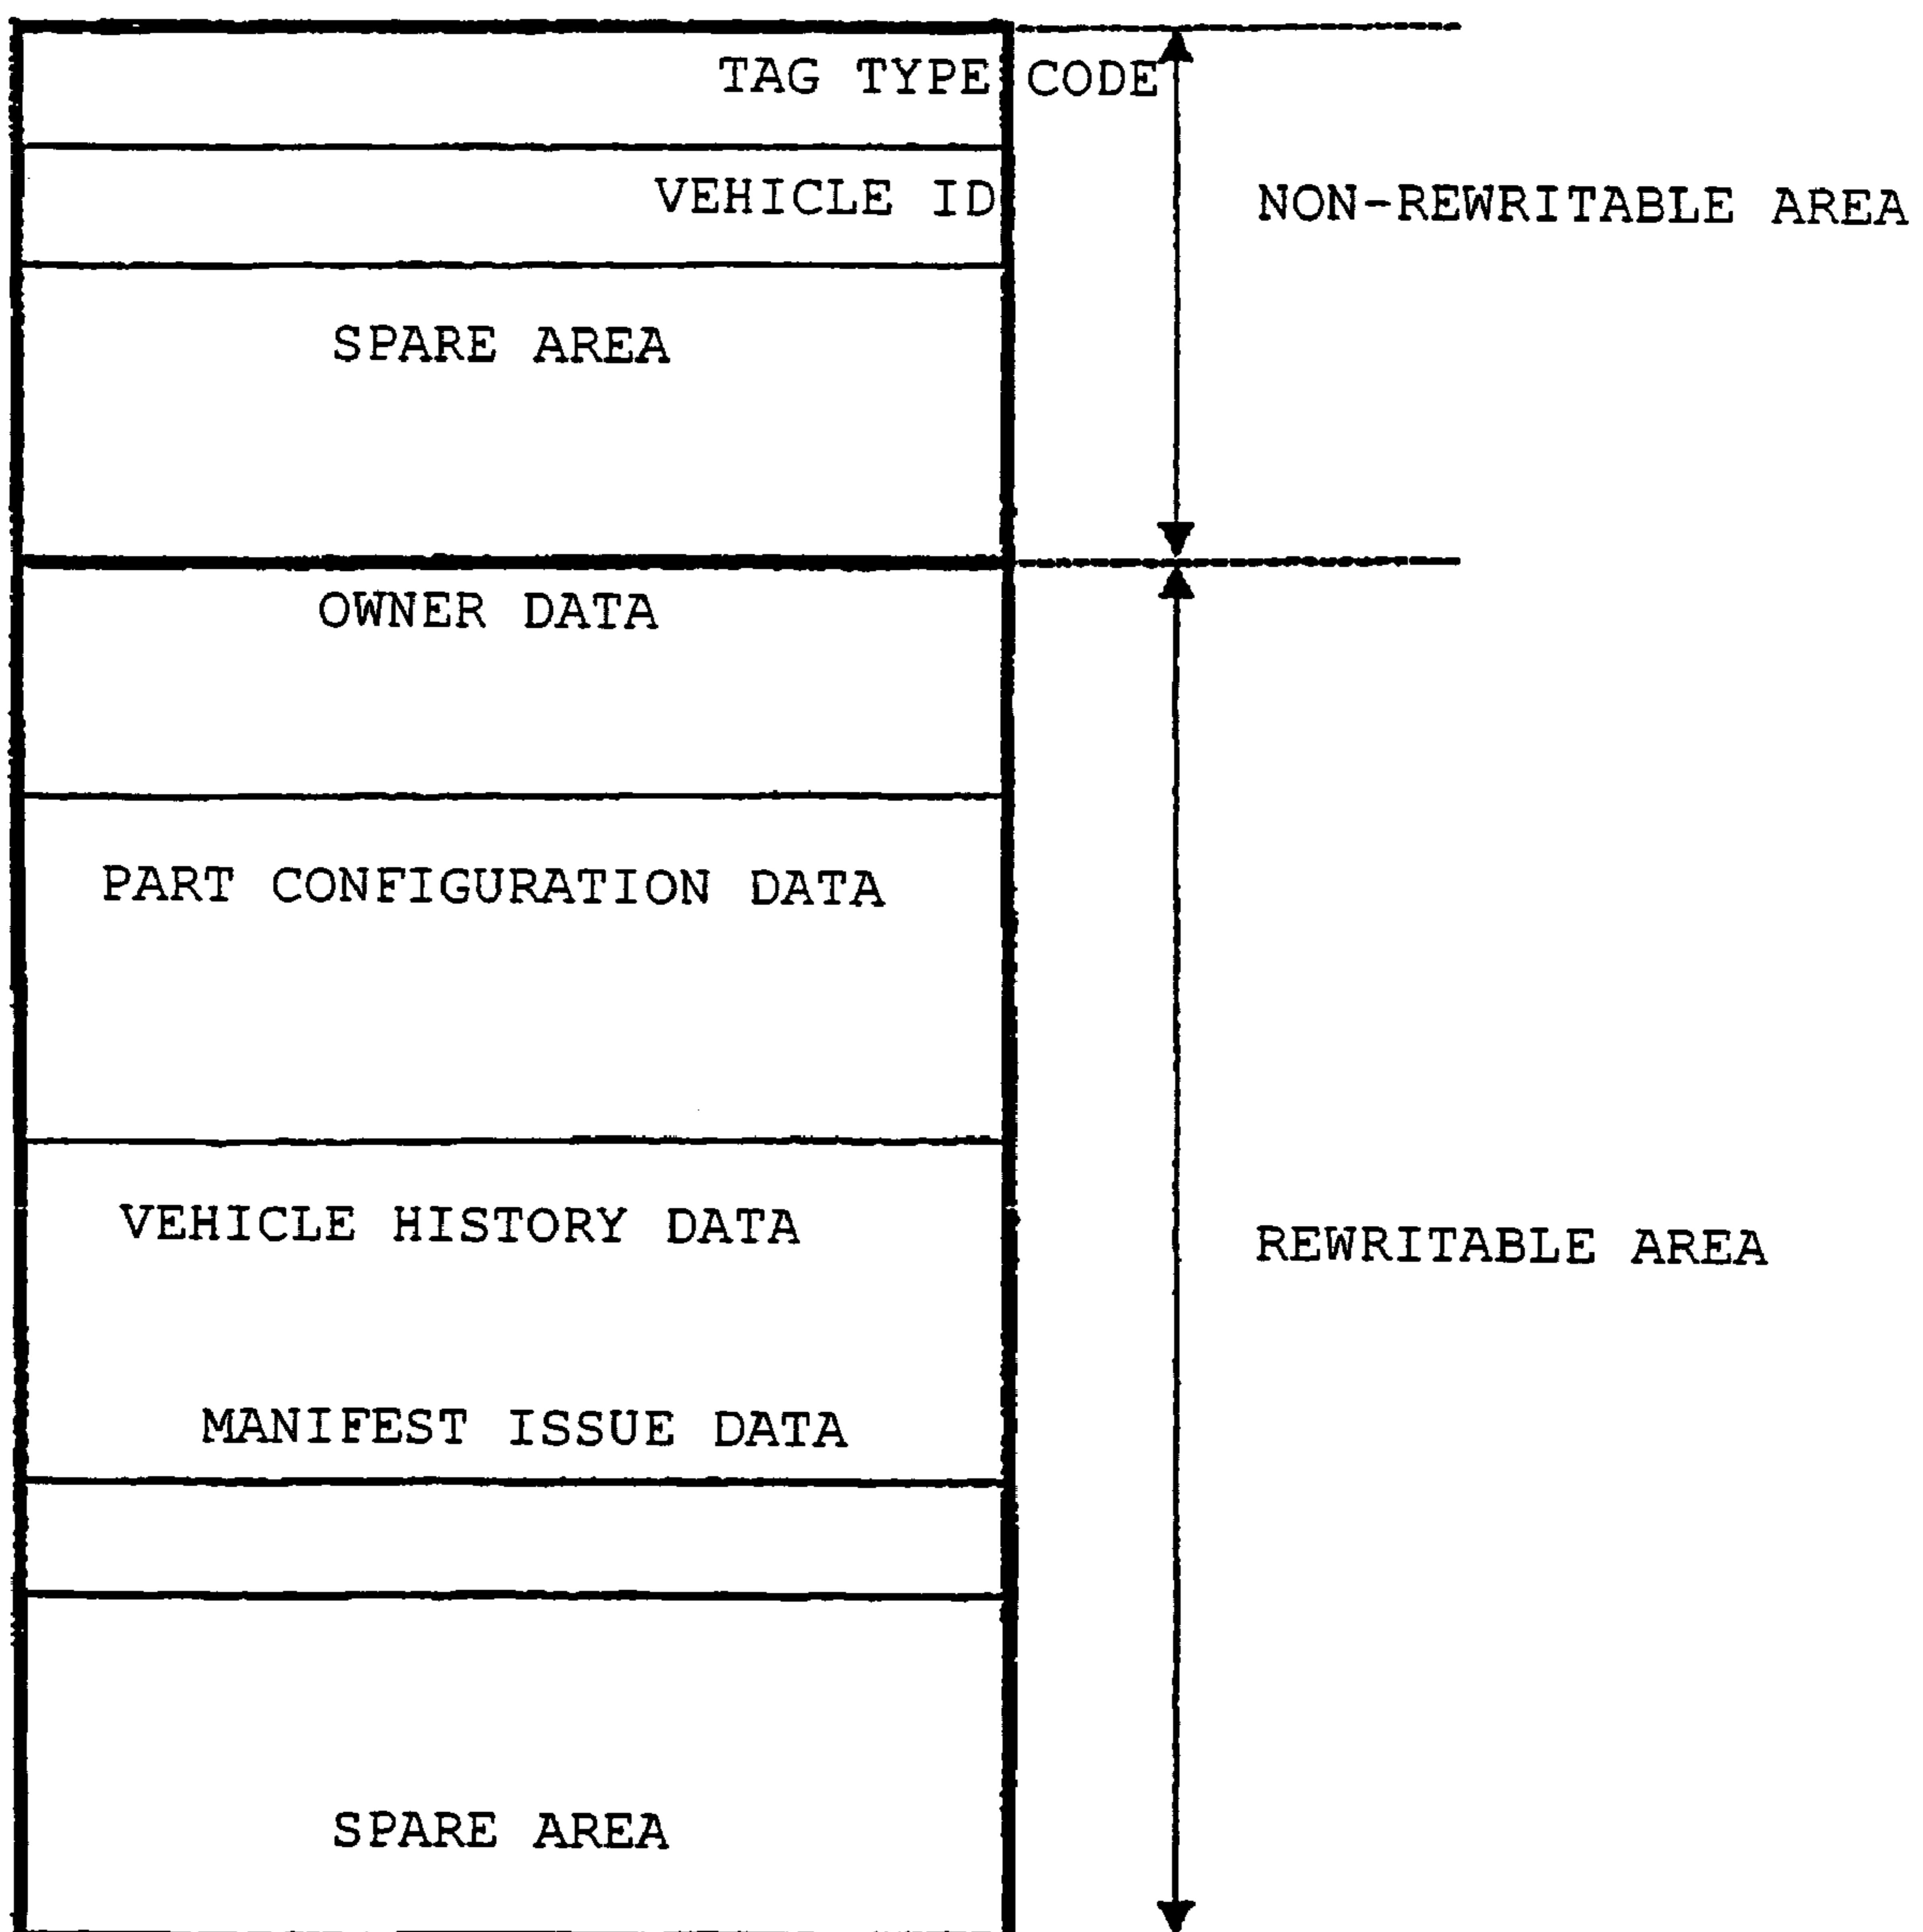 TAG TYPE CODE
VEHICLE ID
NON-REWRITABLE AREA
SPARE AREA
OWNER DATA
PART CONFIGURATION DATA
VEHICLE HISTORY DATA
REWRITABLE AREA
MANIFEST ISSUE DATA
SPARE AREA